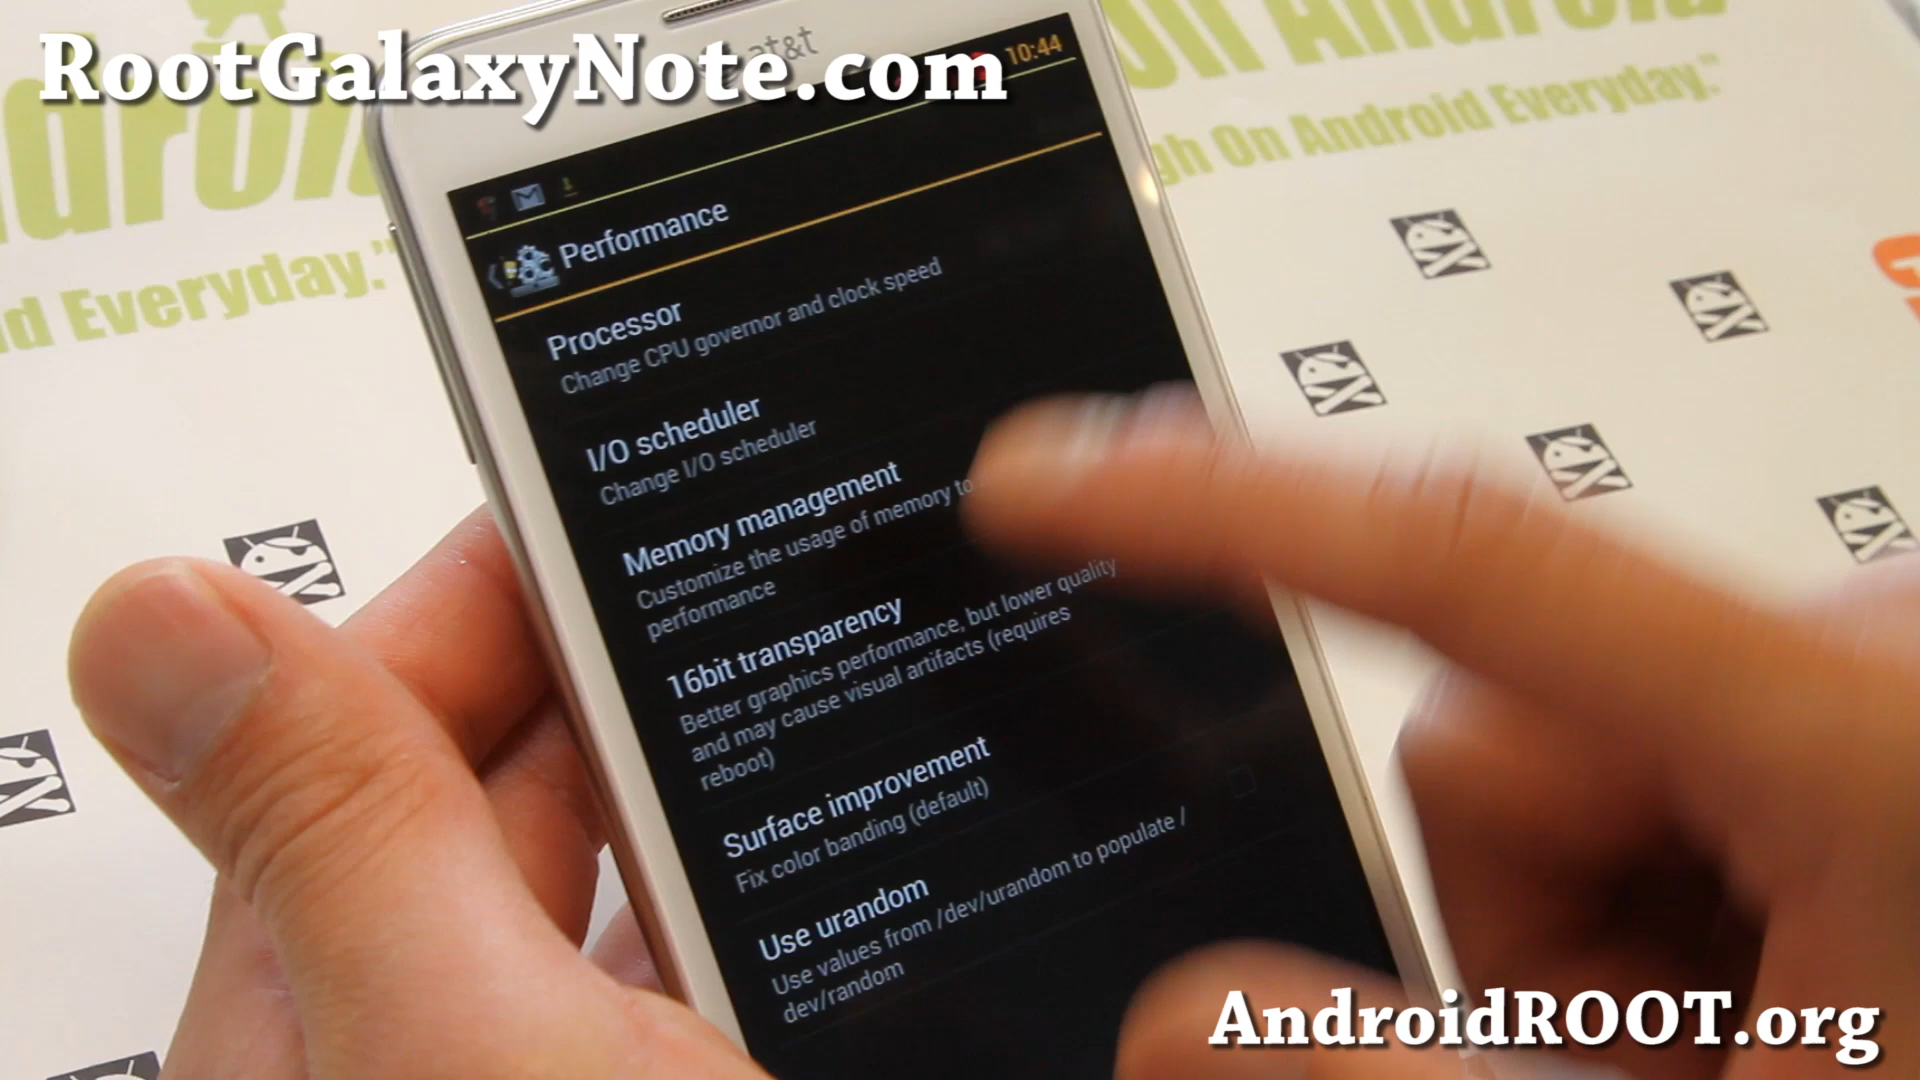 RootGalaxyNote.com
at&t
10:44
Performance
Processor
Change CPU governor and clock speed
I/O scheduler
Change I/O scheduler
Memory management
Customize the usage of memory to
performance
16bit transparency
Better graphics performance, but lower quality
and may cause visual artifacts (requires
reboot)
Surface improvement
Fix color banding (default)
Use urandom
Use values from /dev/urandom to populate /
dev/random
On Android Everyday."
d Everyday."
AndroidROOT.org